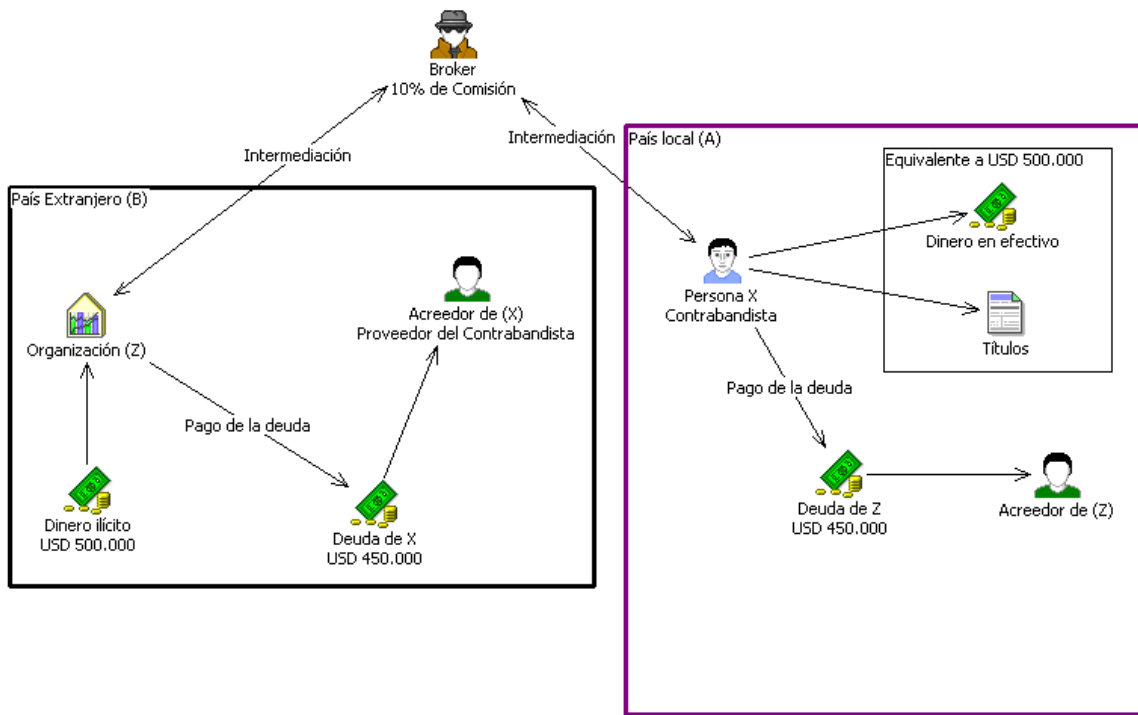 Broker
10% de Comisión
Intermediación
Intermediación
País Extranjero (B)
Organización (Z)
Acreedor de (X)
Proveedor del Contrabandista
Pago de la deuda
Dinero ilícito
USD 500.000
Deuda de X
USD 450.000
País local (A)
Equivalente a USD 500.000
Dinero en efectivo
Títulos
Persona X
Contrabandista
Pago de la deuda
Deuda de Z
USD 450.000
Acreedor de (Z)